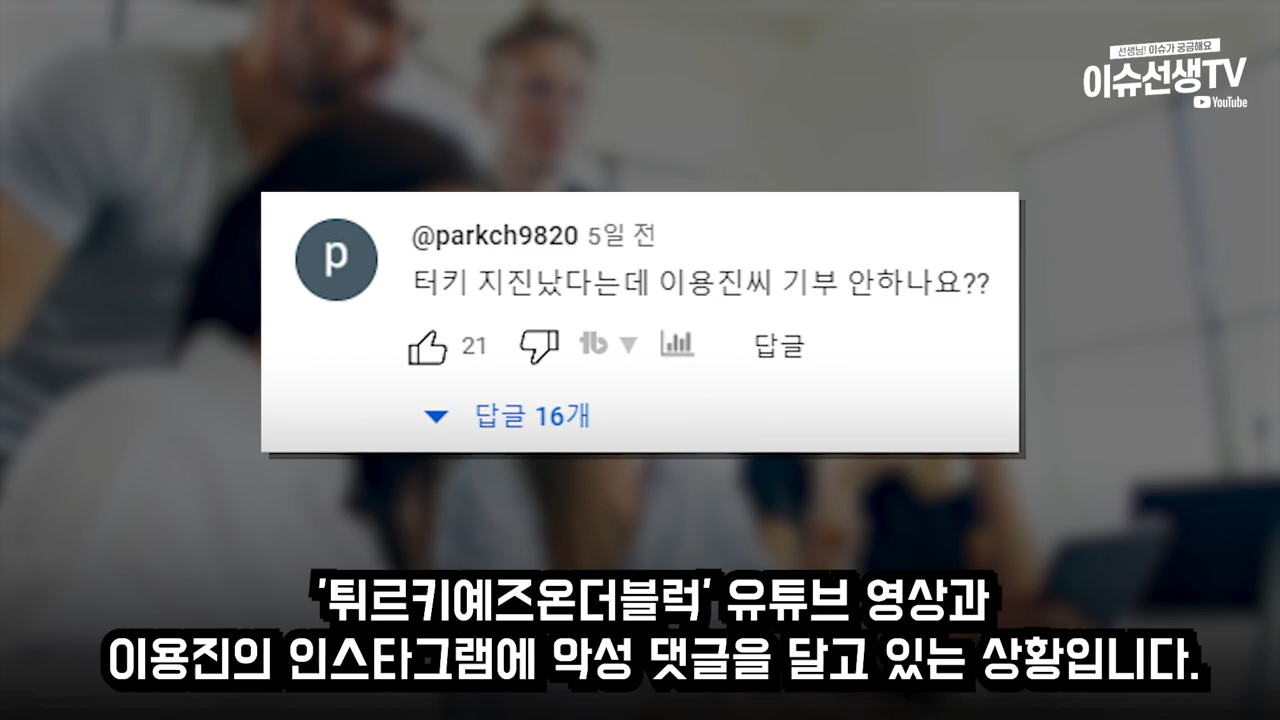 선생님! 이슈가 궁금해요
이슈선생TV
YouTube
p
@parkch9820 5일 전
터키 지진났다는데 이용진씨 기부 안하나요??
21
답글
답글 16개
'튀르키예즈온더블럭' 유튜브 영상과
이용진의 인스타그램에 악성 댓글을 달고 있는 상황입니다.